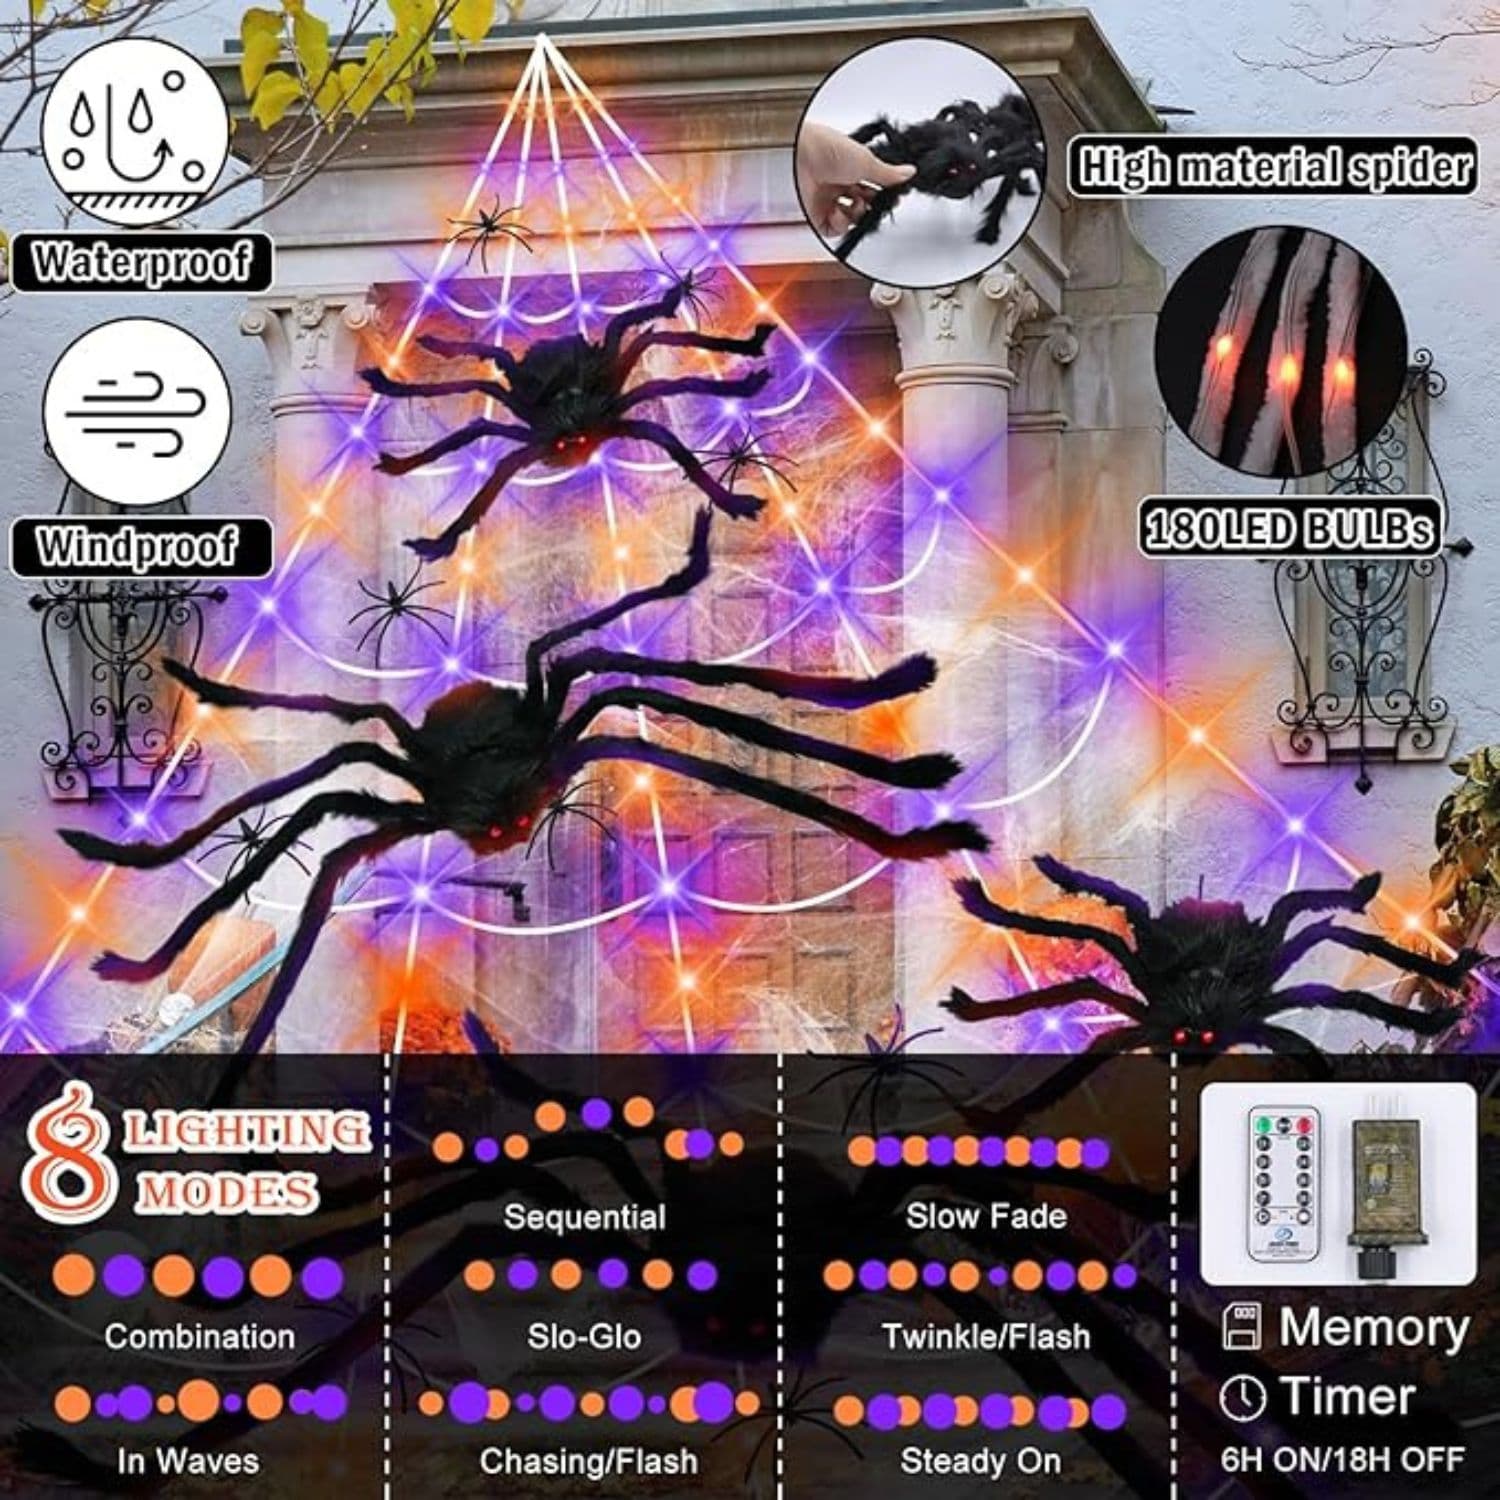 Waterproof
High material spider
Windproof
180LED BULBs
8 LIGHTING
MODES
Combination
In Waves
Sequential
Slo-Glo
Chasing/Flash
Slow Fade
Twinkle/Flash
Steady On
Memory
Timer
6H ON/18H OFF